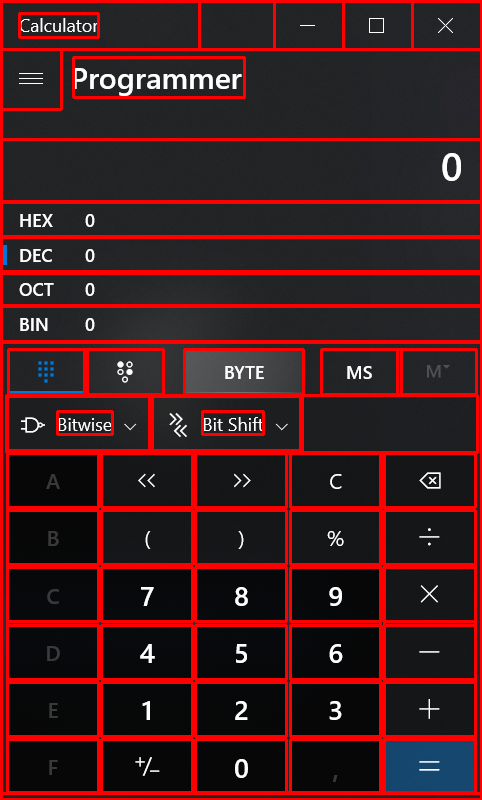 Calculator
Programmer
0
HEX 0
DEC 0
OCT 0
BIN 0
BYTE MS M
Bitwise Bit Shift
A << >> C
B ( ) % ÷
C 7 8 9 ×
D 4 5 6 −
E 1 2 3 +
F +/− 0 , =